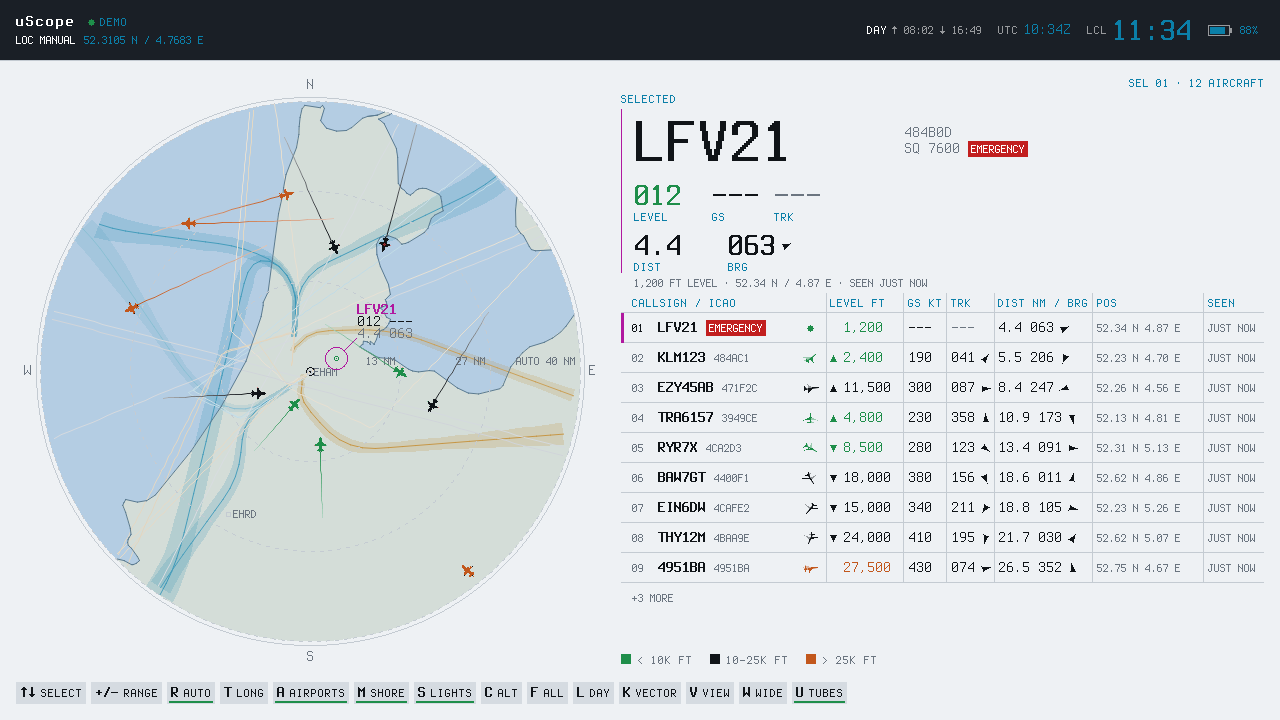 uScope DEMO
LOC MANUAL 52.3105 N / 4.7683 E
DAY ↑ 08:02 ↓ 16:49 UTC 10:34Z LCL 11:34 88%
N
W
E
S
LFV21
012 ---
4.4 063
13 NM
27 NM
AUTO 40 NM
EHAM
EHRD
SEL 01 · 12 AIRCRAFT
SELECTED
LFV21
484B0D
SQ 7600 EMERGENCY
012 --- ---
LEVEL GS TRK
4.4 063
DIST BRG
1,200 FT LEVEL · 52.34 N / 4.87 E · SEEN JUST NOW
CALLSIGN / ICAO LEVEL FT GS KT TRK DIST NM / BRG POS SEEN
01 LFV21 EMERGENCY 1,200 --- --- 4.4 063 52.34 N 4.87 E JUST NOW
02 KLM123 484AC1 ▲ 2,400 190 041 5.5 206 52.23 N 4.70 E JUST NOW
03 EZY45AB 471F2C ▲ 11,500 300 087 8.4 247 52.26 N 4.56 E JUST NOW
04 TRA6157 3949CE ▲ 4,800 230 358 10.9 173 52.13 N 4.81 E JUST NOW
05 RYR7X 4CA2D3 ▼ 8,500 280 123 13.4 091 52.31 N 5.13 E JUST NOW
06 BAW7GT 4400F1 ▼ 18,000 380 156 18.6 011 52.62 N 4.86 E JUST NOW
07 EIN6DW 4CAFE2 ▼ 15,000 340 211 18.8 105 52.23 N 5.26 E JUST NOW
08 THY12M 4BAA9E ▼ 24,000 410 195 21.7 030 52.62 N 5.07 E JUST NOW
09 4951BA 4951BA 27,500 430 074 26.5 352 52.75 N 4.67 E JUST NOW
+3 MORE
< 10K FT 10-25K FT > 25K FT
↑↓ SELECT +/- RANGE R AUTO T LONG A AIRPORTS M SHORE S LIGHTS C ALT F ALL L DAY K VECTOR V VIEW W WIDE U TUBES